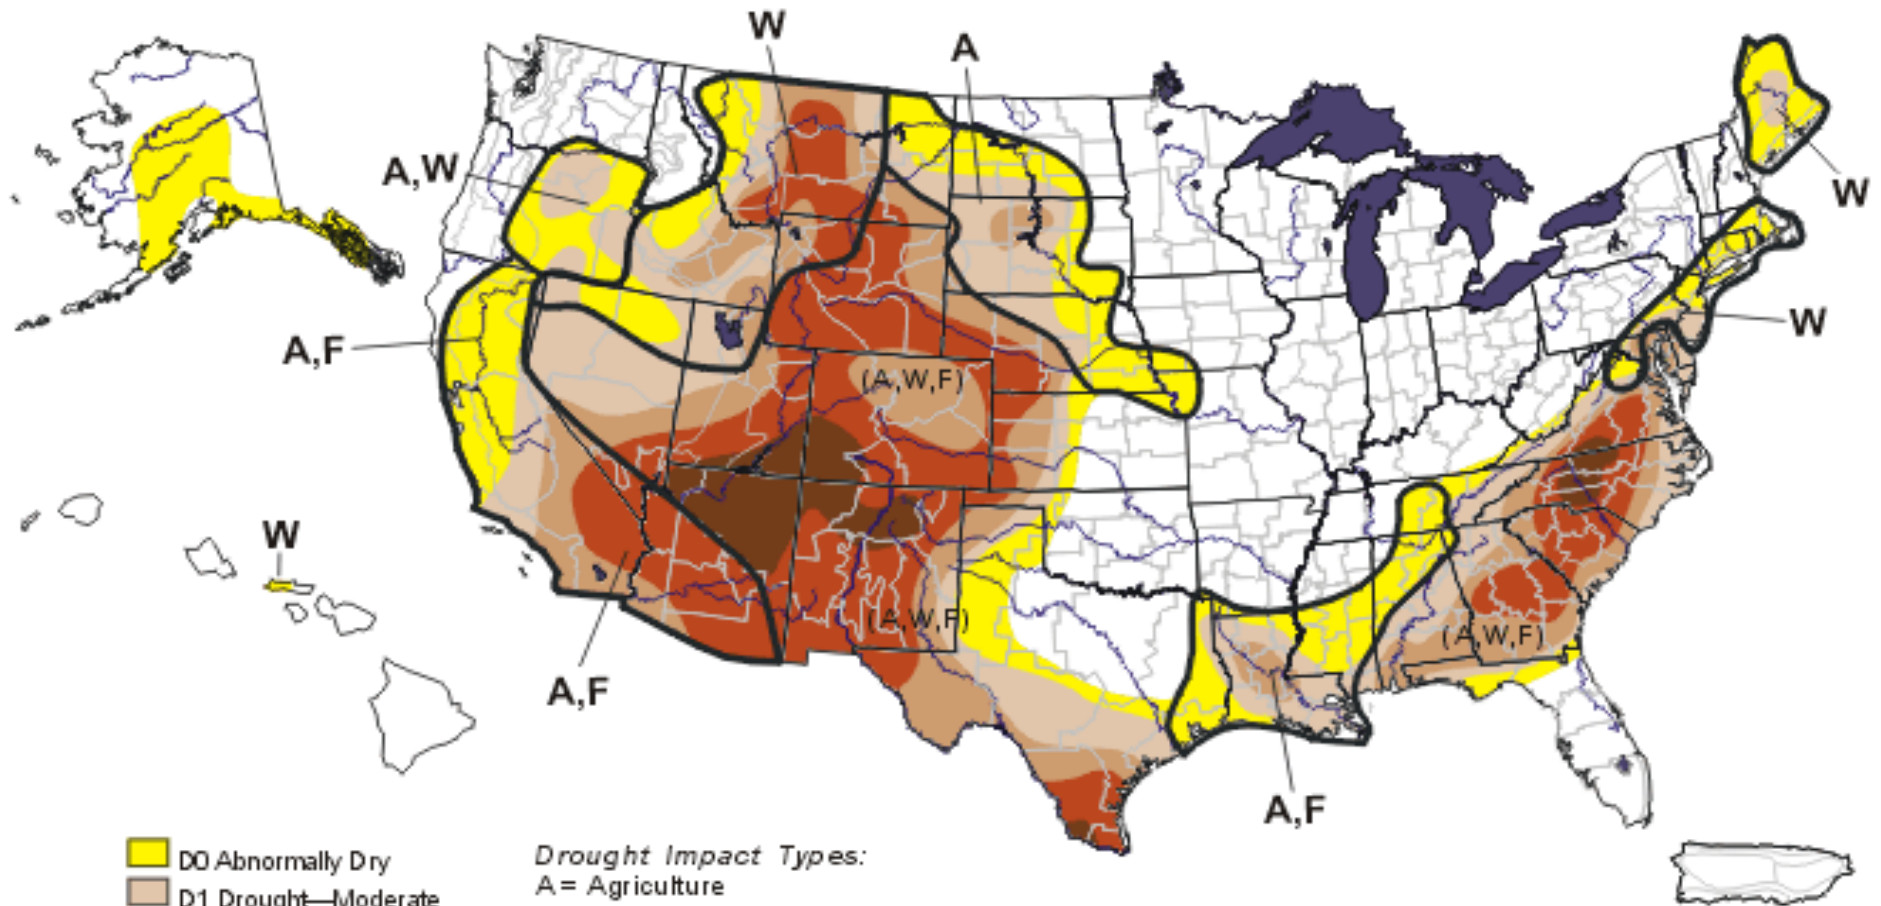 W
A
A,W
W
A,F
W
(A,W,F)
W
(A,W,F)
(A,W,F)
A,F
A,F
D0 Abnormally Dry
D1 Drought—Moderate
Drought Impact Types:
A = Agriculture